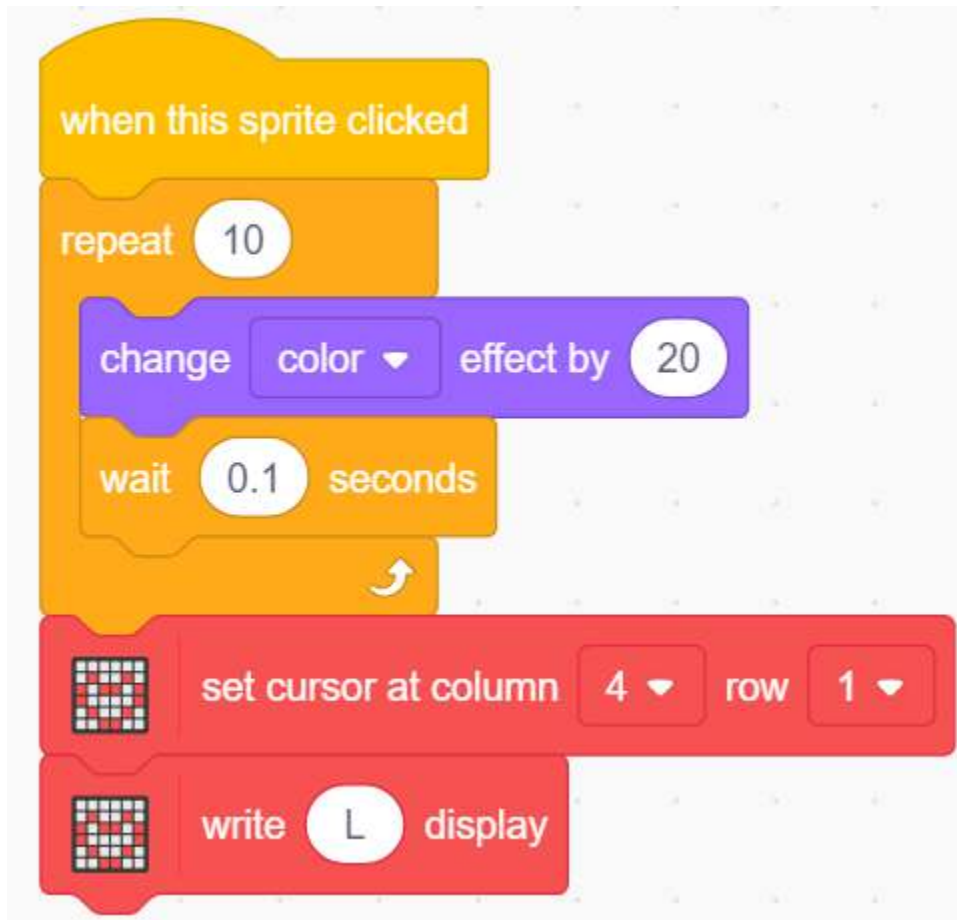 when this sprite clicked
repeat 10
change color effect by 20
wait 0.1 seconds
set cursor at column 4 row 1
write L display